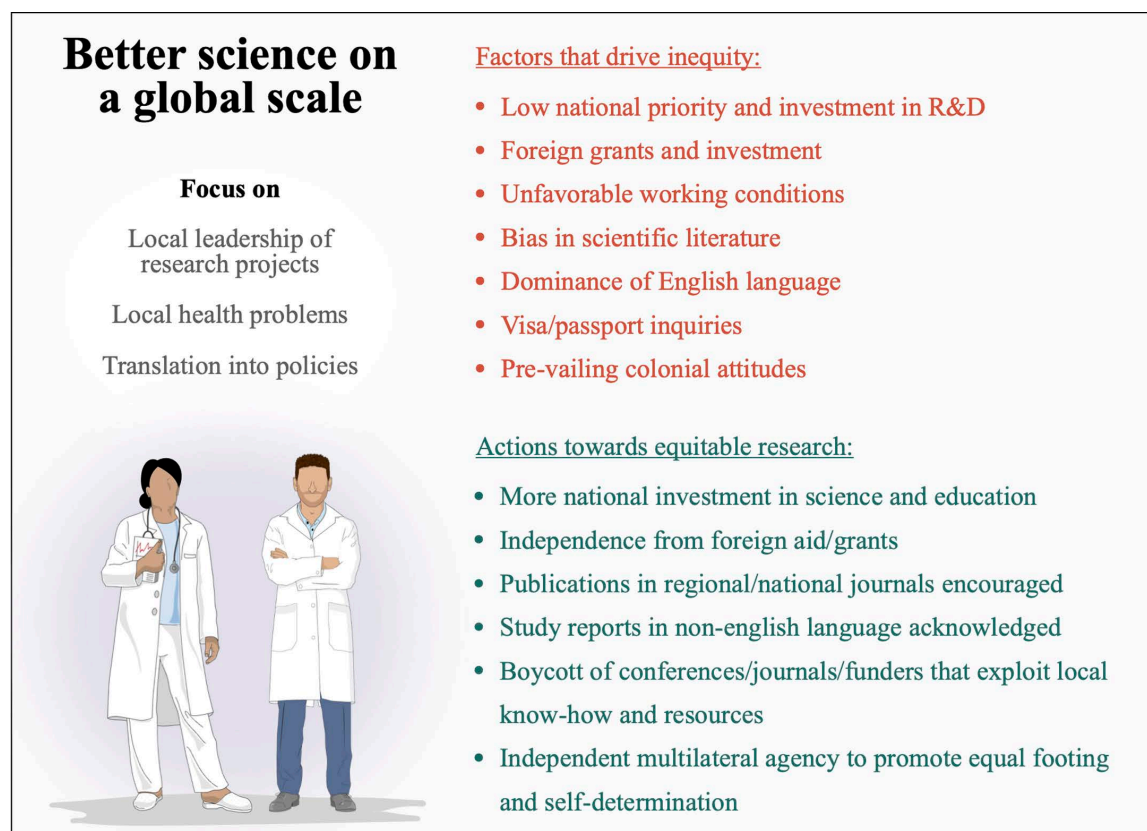 Better science on
a global scale
Focus on
Local leadership of
research projects
Local health problems
Translation into policies
Factors that drive inequity:
• Low national priority and investment in R&D
• Foreign grants and investment
• Unfavorable working conditions
• Bias in scientific literature
• Dominance of English language
• Visa/passport inquiries
• Pre-vailing colonial attitudes
Actions towards equitable research:
• More national investment in science and education
• Independence from foreign aid/grants
• Publications in regional/national journals encouraged
• Study reports in non-english language acknowledged
• Boycott of conferences/journals/funders that exploit local
know-how and resources
• Independent multilateral agency to promote equal footing
and self-determination